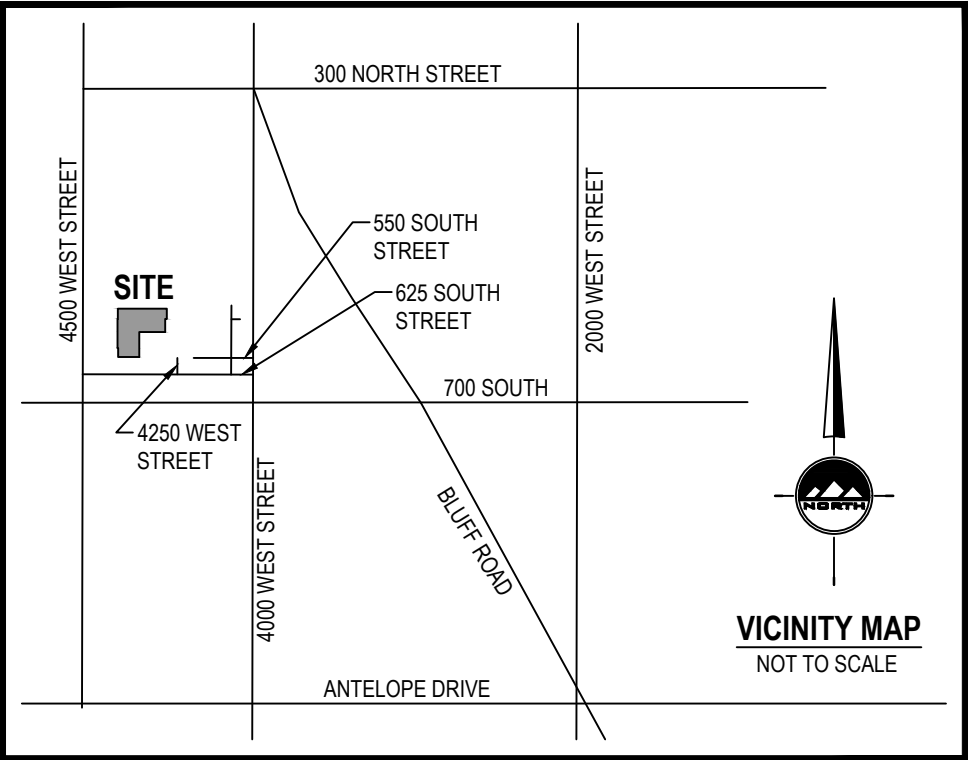 300 NORTH STREET
4500 WEST STREET
2000 WEST STREET
550 SOUTH
STREET
SITE
625 SOUTH
STREET
700 SOUTH
4250 WEST
STREET
4000 WEST STREET
BLUFF ROAD
NORTH
VICINITY MAP
NOT TO SCALE
ANTELOPE DRIVE